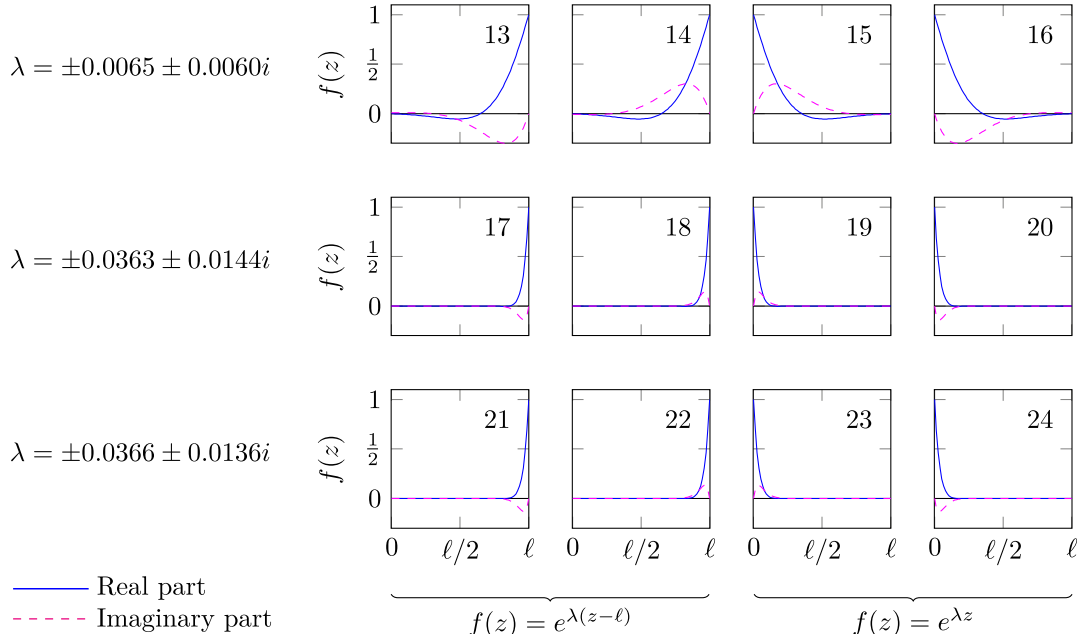 λ = ±0.0065 ± 0.0060i
f(z)
1
1/2
0
13
14
15
16
λ = ±0.0363 ± 0.0144i
f(z)
1
1/2
0
17
18
19
20
λ = ±0.0366 ± 0.0136i
f(z)
1
1/2
0
21
22
23
24
0 ℓ/2 ℓ
0 ℓ/2 ℓ
0 ℓ/2 ℓ
0 ℓ/2 ℓ
Real part
Imaginary part
f(z) = e^{λ(z−ℓ)}
f(z) = e^{λz}